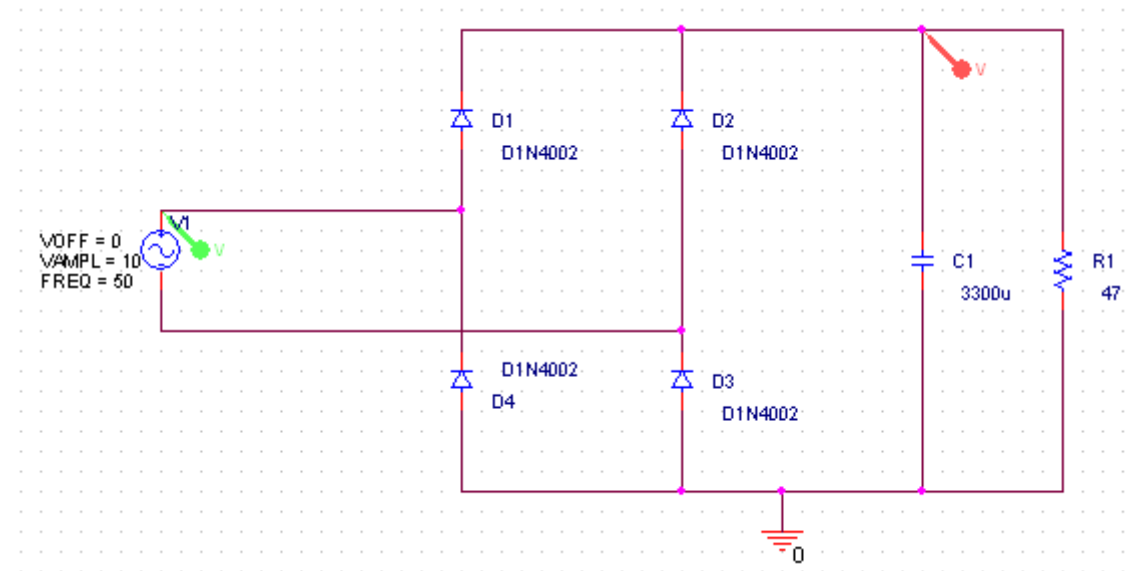 D1
D1N4002
D2
D1N4002
V
V1
VOFF = 0
VAMPL = 10
FREQ = 50
V
C1
3300u
R1
47
D1N4002
D4
D3
D1N4002
0